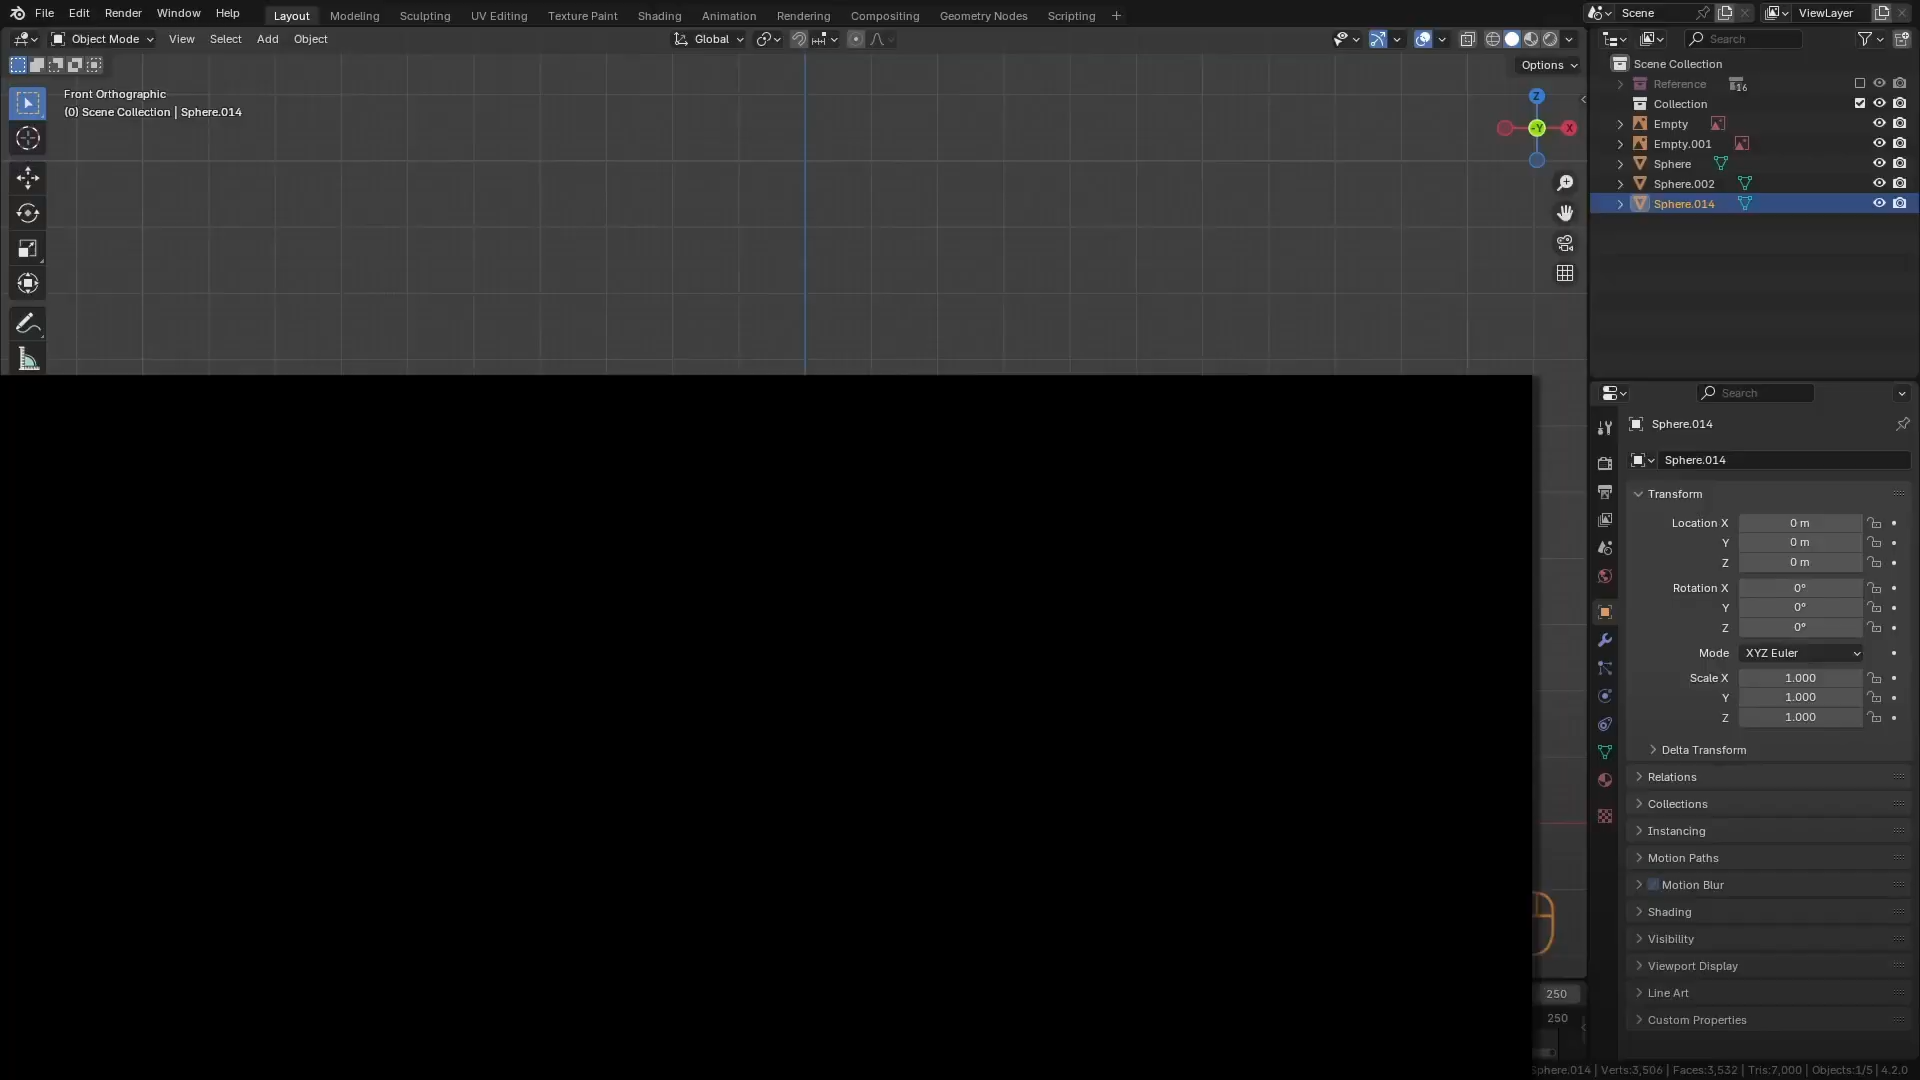 File Edit Render Window Help Layout Modeling Sculpting UV Editing Texture Paint Shading Animation Rendering Compositing Geometry Nodes Scripting + Scene ViewLayer
Object Mode View Select Add Object Global Search
Options
Front Orthographic
(0) Scene Collection | Sphere.014
Z
-Y
X
Scene Collection
Reference 16
Collection
Empty
Empty.001
Sphere
Sphere.002
Sphere.014
Search
Sphere.014
Sphere.014
Transform
Location X 0 m
Y 0 m
Z 0 m
Rotation X 0°
Y 0°
Z 0°
Mode XYZ Euler
Scale X 1.000
Y 1.000
Z 1.000
Delta Transform
Relations
Collections
Instancing
Motion Paths
Motion Blur
Shading
Visibility
Viewport Display
Line Art
Custom Properties
250
250
Sphere.014 | Verts:3,506 | Faces:3,532 | Tris:7,000 | Objects:1/5 | 4.2.0